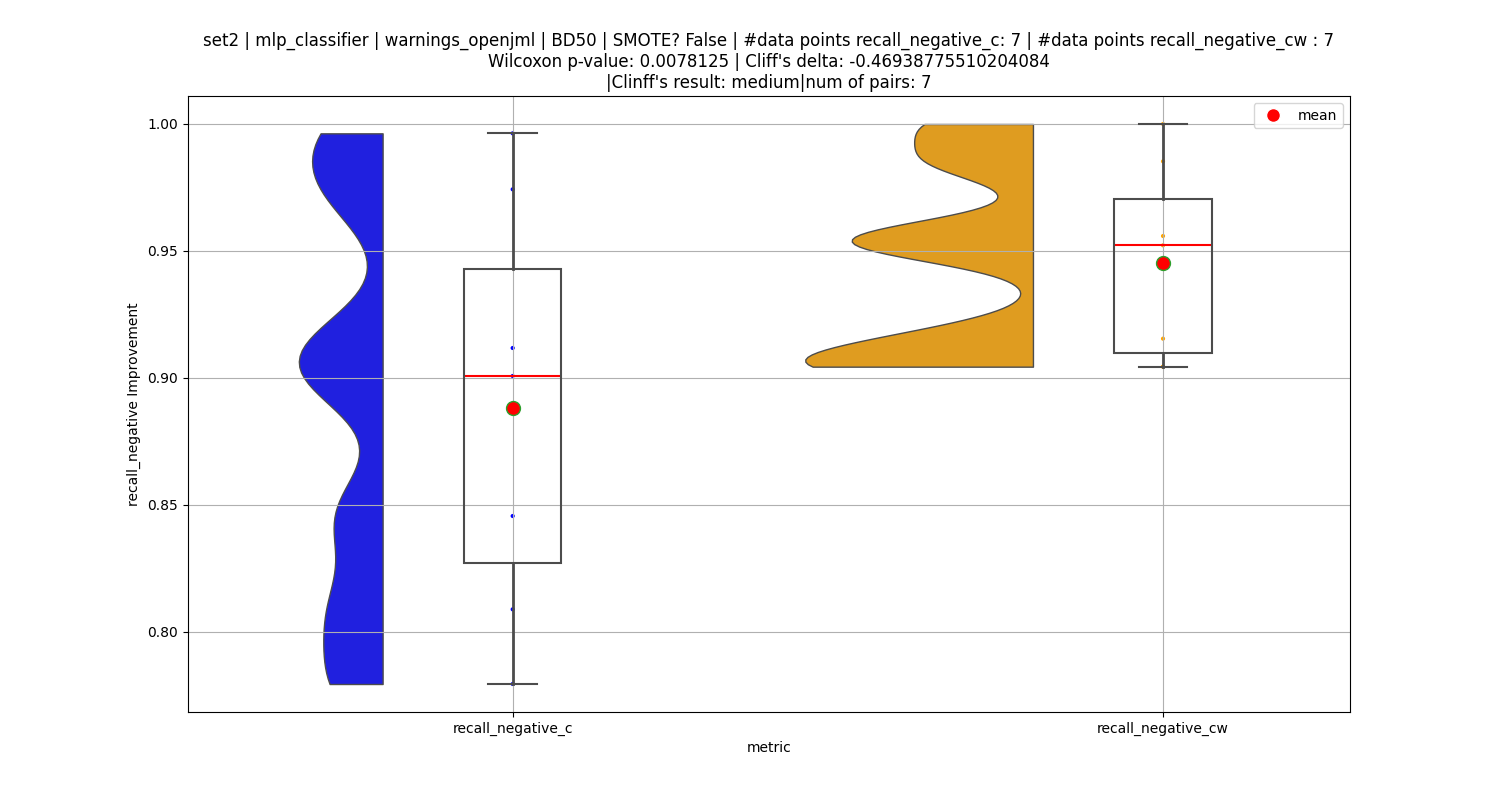 set2 | mlp_classifier | warnings_openjml | BD50 | SMOTE? False | #data points recall_negative_c: 7 | #data points recall_negative_cw : 7
Wilcoxon p-value: 0.0078125 | Cliff's delta: -0.46938775510204084
|Clinff's result: medium|num of pairs: 7
mean
1.00
0.95
0.90
0.85
0.80
recall_negative Improvement
recall_negative_c
recall_negative_cw
metric